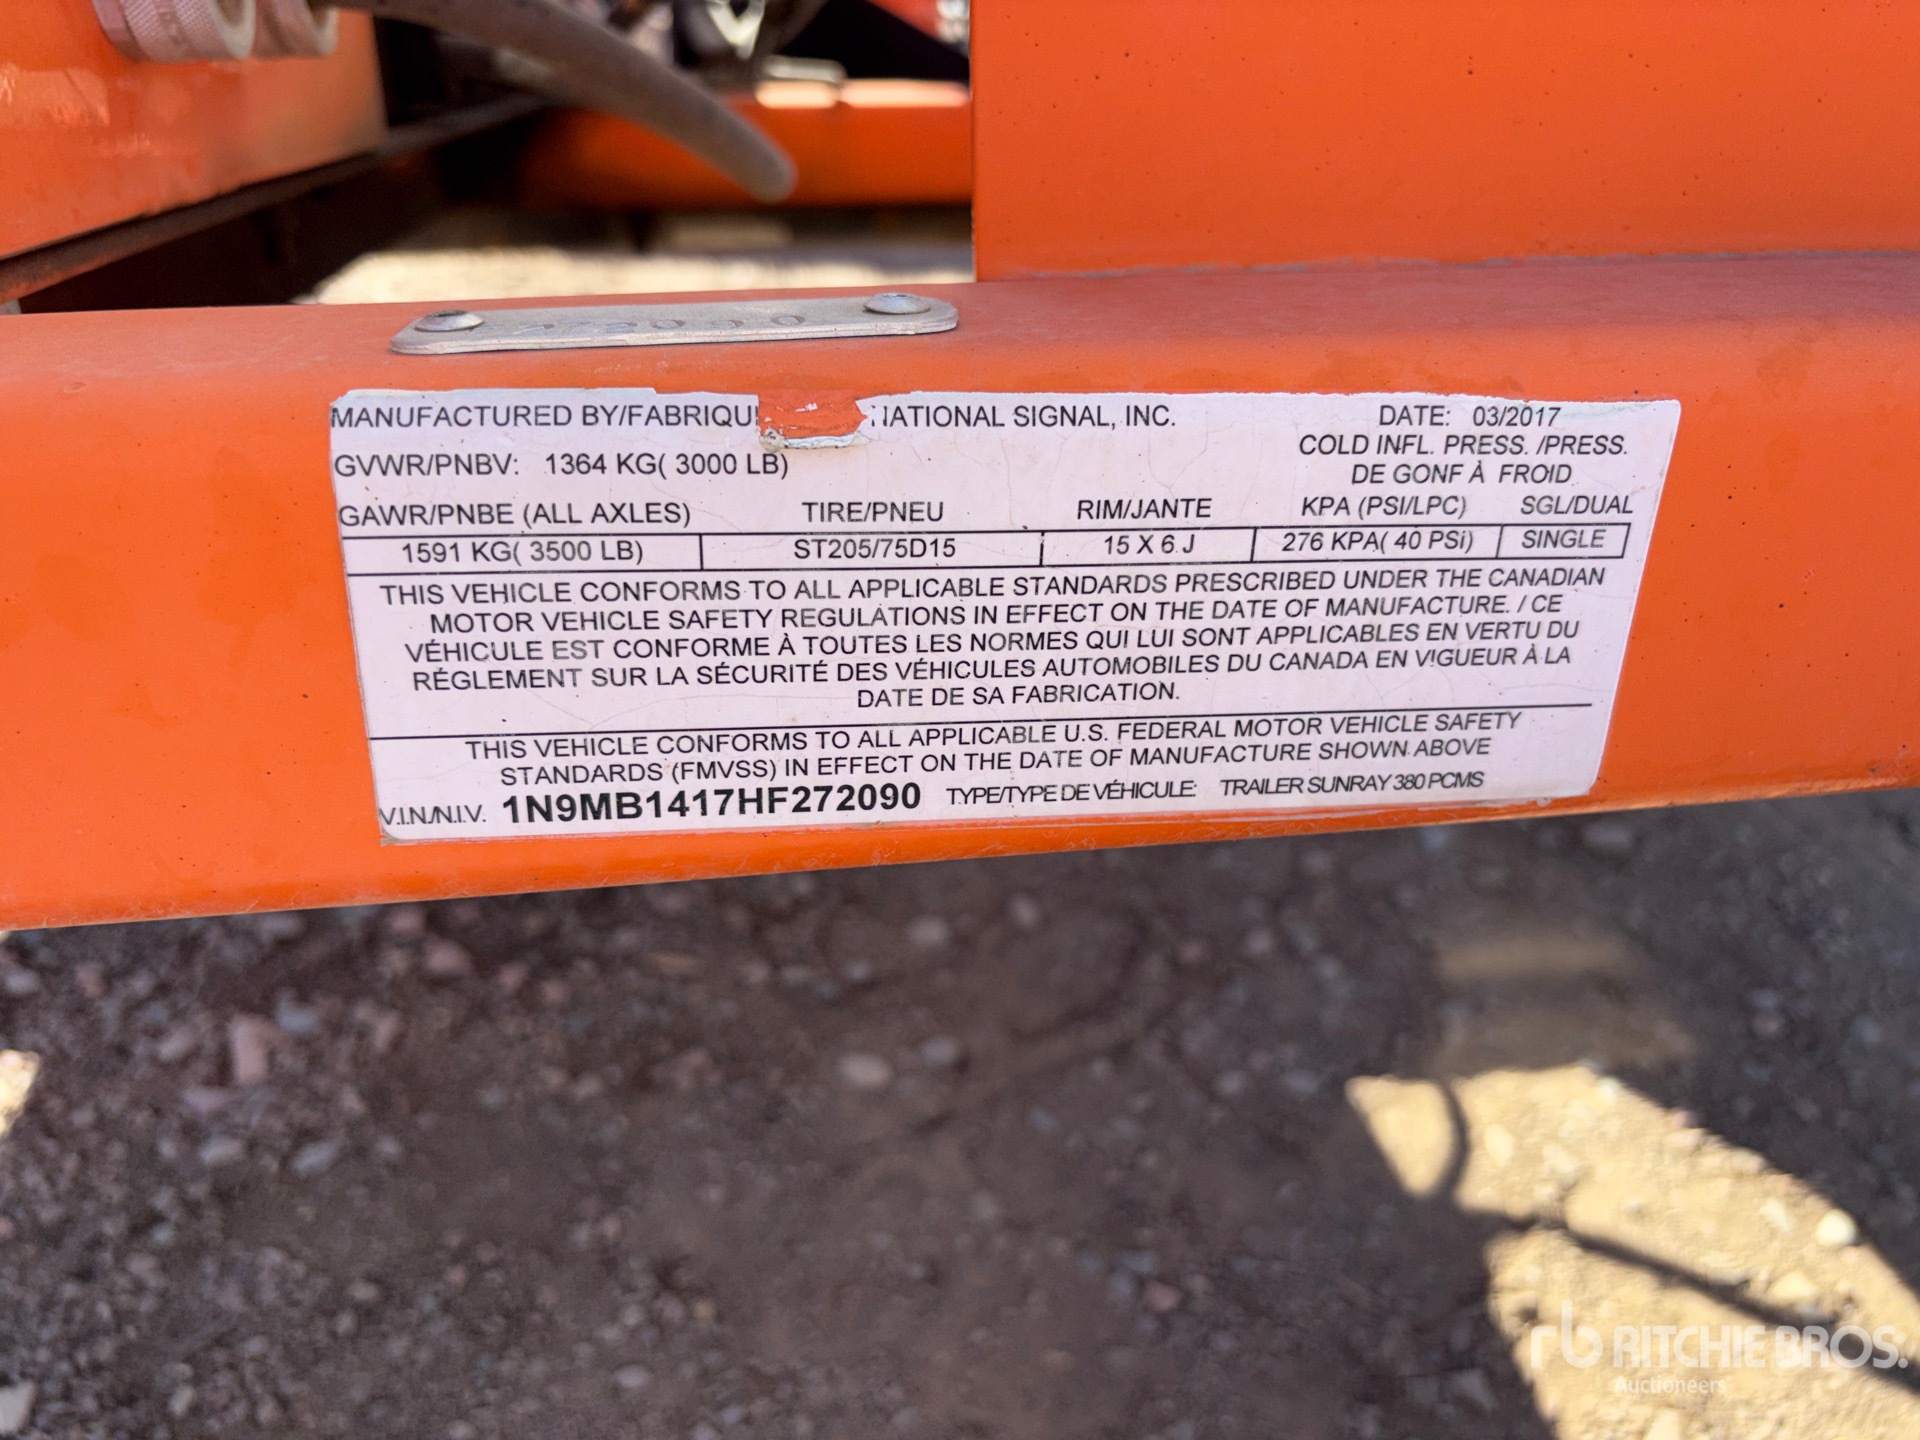 272090
MANUFACTURED BY/FABRIQU NATIONAL SIGNAL, INC. DATE: 03/2017
GVWR/PNBV: 1364 KG( 3000 LB) COLD INFL. PRESS. /PRESS.
DE GONF À FROID
GAWR/PNBE (ALL AXLES) TIRE/PNEU RIM/JANTE KPA (PSI/LPC) SGL/DUAL
1591 KG( 3500 LB) ST205/75D15 15 X 6 J 276 KPA( 40 PSi) SINGLE
THIS VEHICLE CONFORMS TO ALL APPLICABLE STANDARDS PRESCRIBED UNDER THE CANADIAN
MOTOR VEHICLE SAFETY REGULATIONS IN EFFECT ON THE DATE OF MANUFACTURE. / CE
VÉHICULE EST CONFORME À TOUTES LES NORMES QUI LUI SONT APPLICABLES EN VERTU DU
RÉGLEMENT SUR LA SÉCURITÉ DES VÉHICULES AUTOMOBILES DU CANADA EN VIGUEUR À LA
DATE DE SA FABRICATION.
THIS VEHICLE CONFORMS TO ALL APPLICABLE U.S. FEDERAL MOTOR VEHICLE SAFETY
STANDARDS (FMVSS) IN EFFECT ON THE DATE OF MANUFACTURE SHOWN ABOVE
V.I.N./N.I.V. 1N9MB1417HF272090 TYPE/TYPE DE VÉHICULE: TRAILER SUNRAY 380 PCMS
rb RITCHIE BROS.
Auctioneers